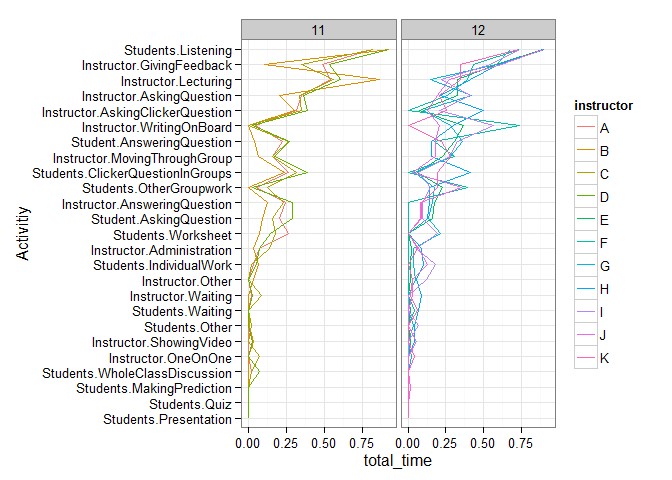 11 12
Students.Listening
Instructor.GivingFeedback
Instructor.Lecturing
Instructor.AskingQuestion
Instructor.AskingClickerQuestion
Instructor.WritingOnBoard
Student.AnsweringQuestion
Instructor.MovingThroughGroup
Students.ClickerQuestionInGroups
Students.OtherGroupwork
Instructor.AnsweringQuestion
Student.AskingQuestion
Students.Worksheet
Instructor.Administration
Students.IndividualWork
Instructor.Other
Instructor.Waiting
Students.Waiting
Students.Other
Instructor.ShowingVideo
Instructor.OneOnOne
Students.WholeClassDiscussion
Students.MakingPrediction
Students.Quiz
Students.Presentation
Activitiy
0.00 0.25 0.50 0.75 0.00 0.25 0.50 0.75
total_time
instructor
A
B
C
D
E
F
G
H
I
J
K